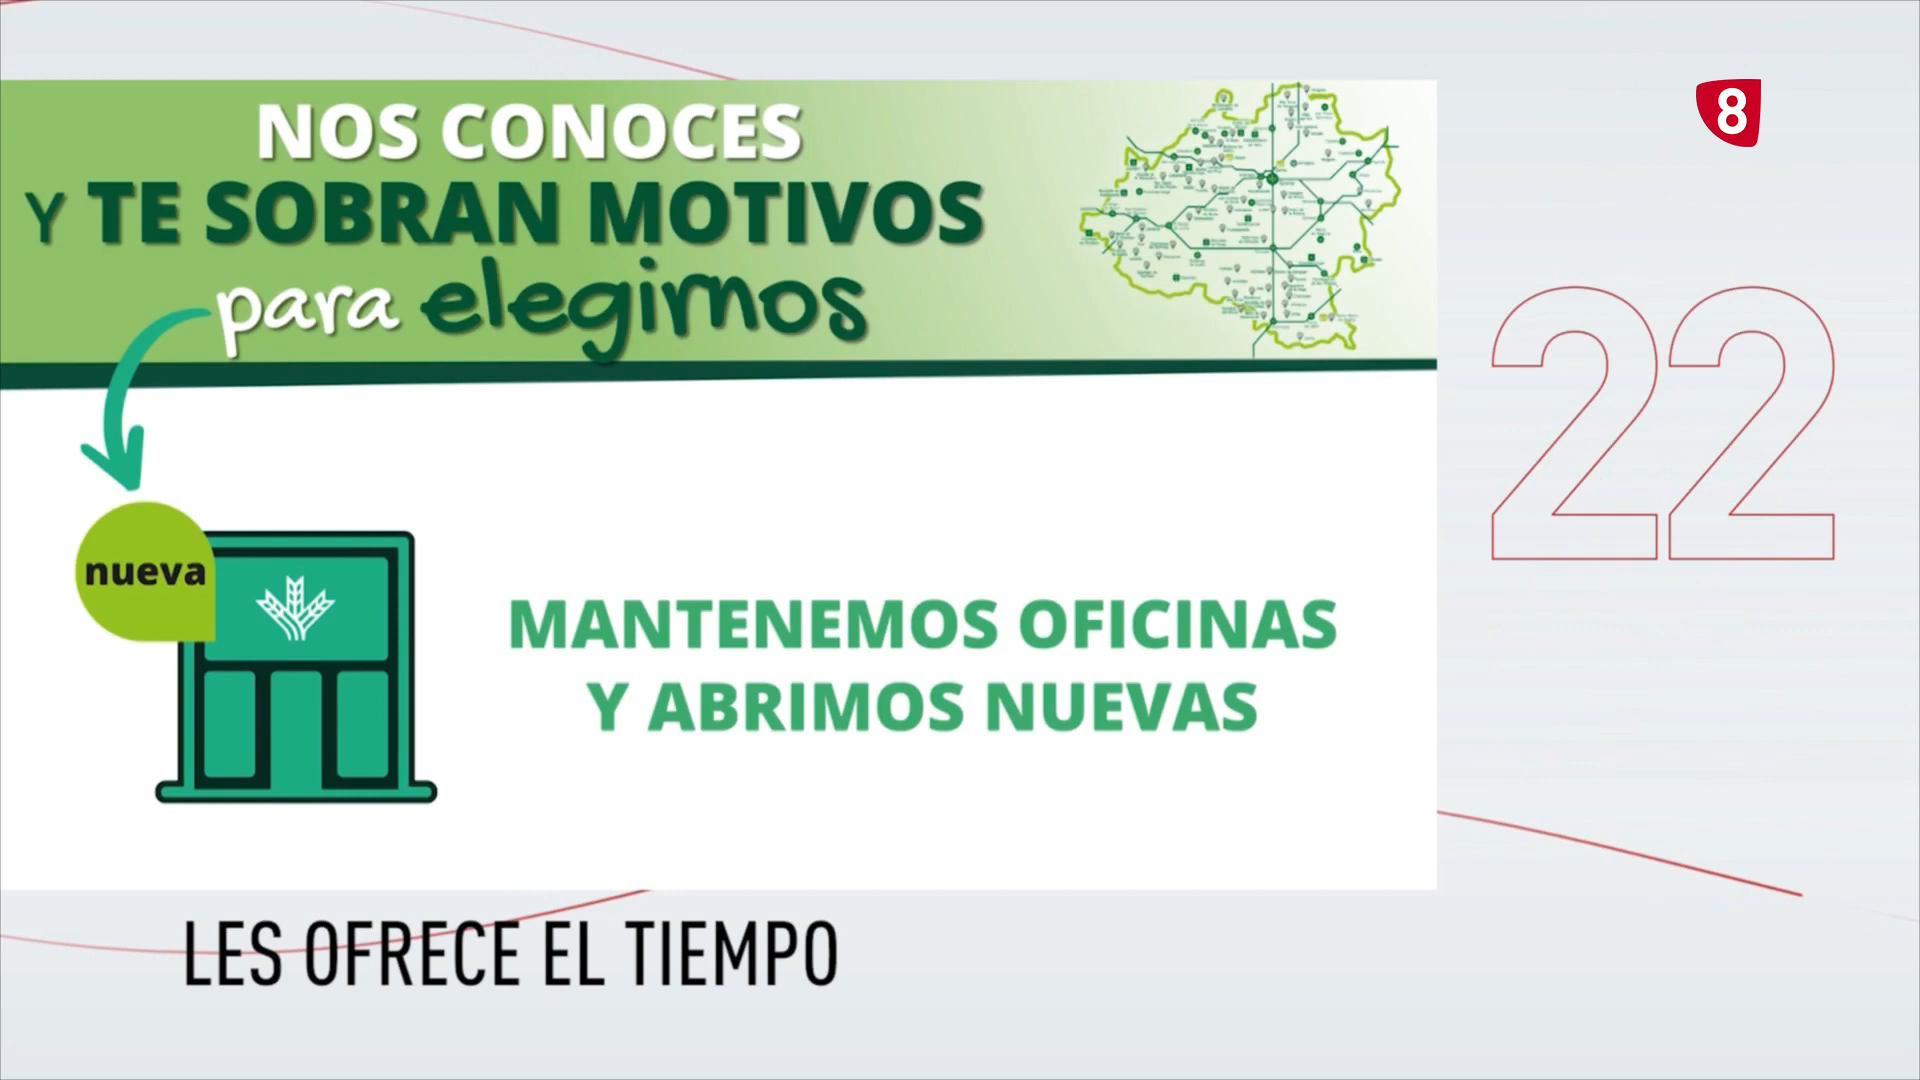 NOS CONOCES
Y TE SOBRAN MOTIVOS
para elegirnos
8
22
nueva
MANTENEMOS OFICINAS
Y ABRIMOS NUEVAS
LES OFRECE EL TIEMPO